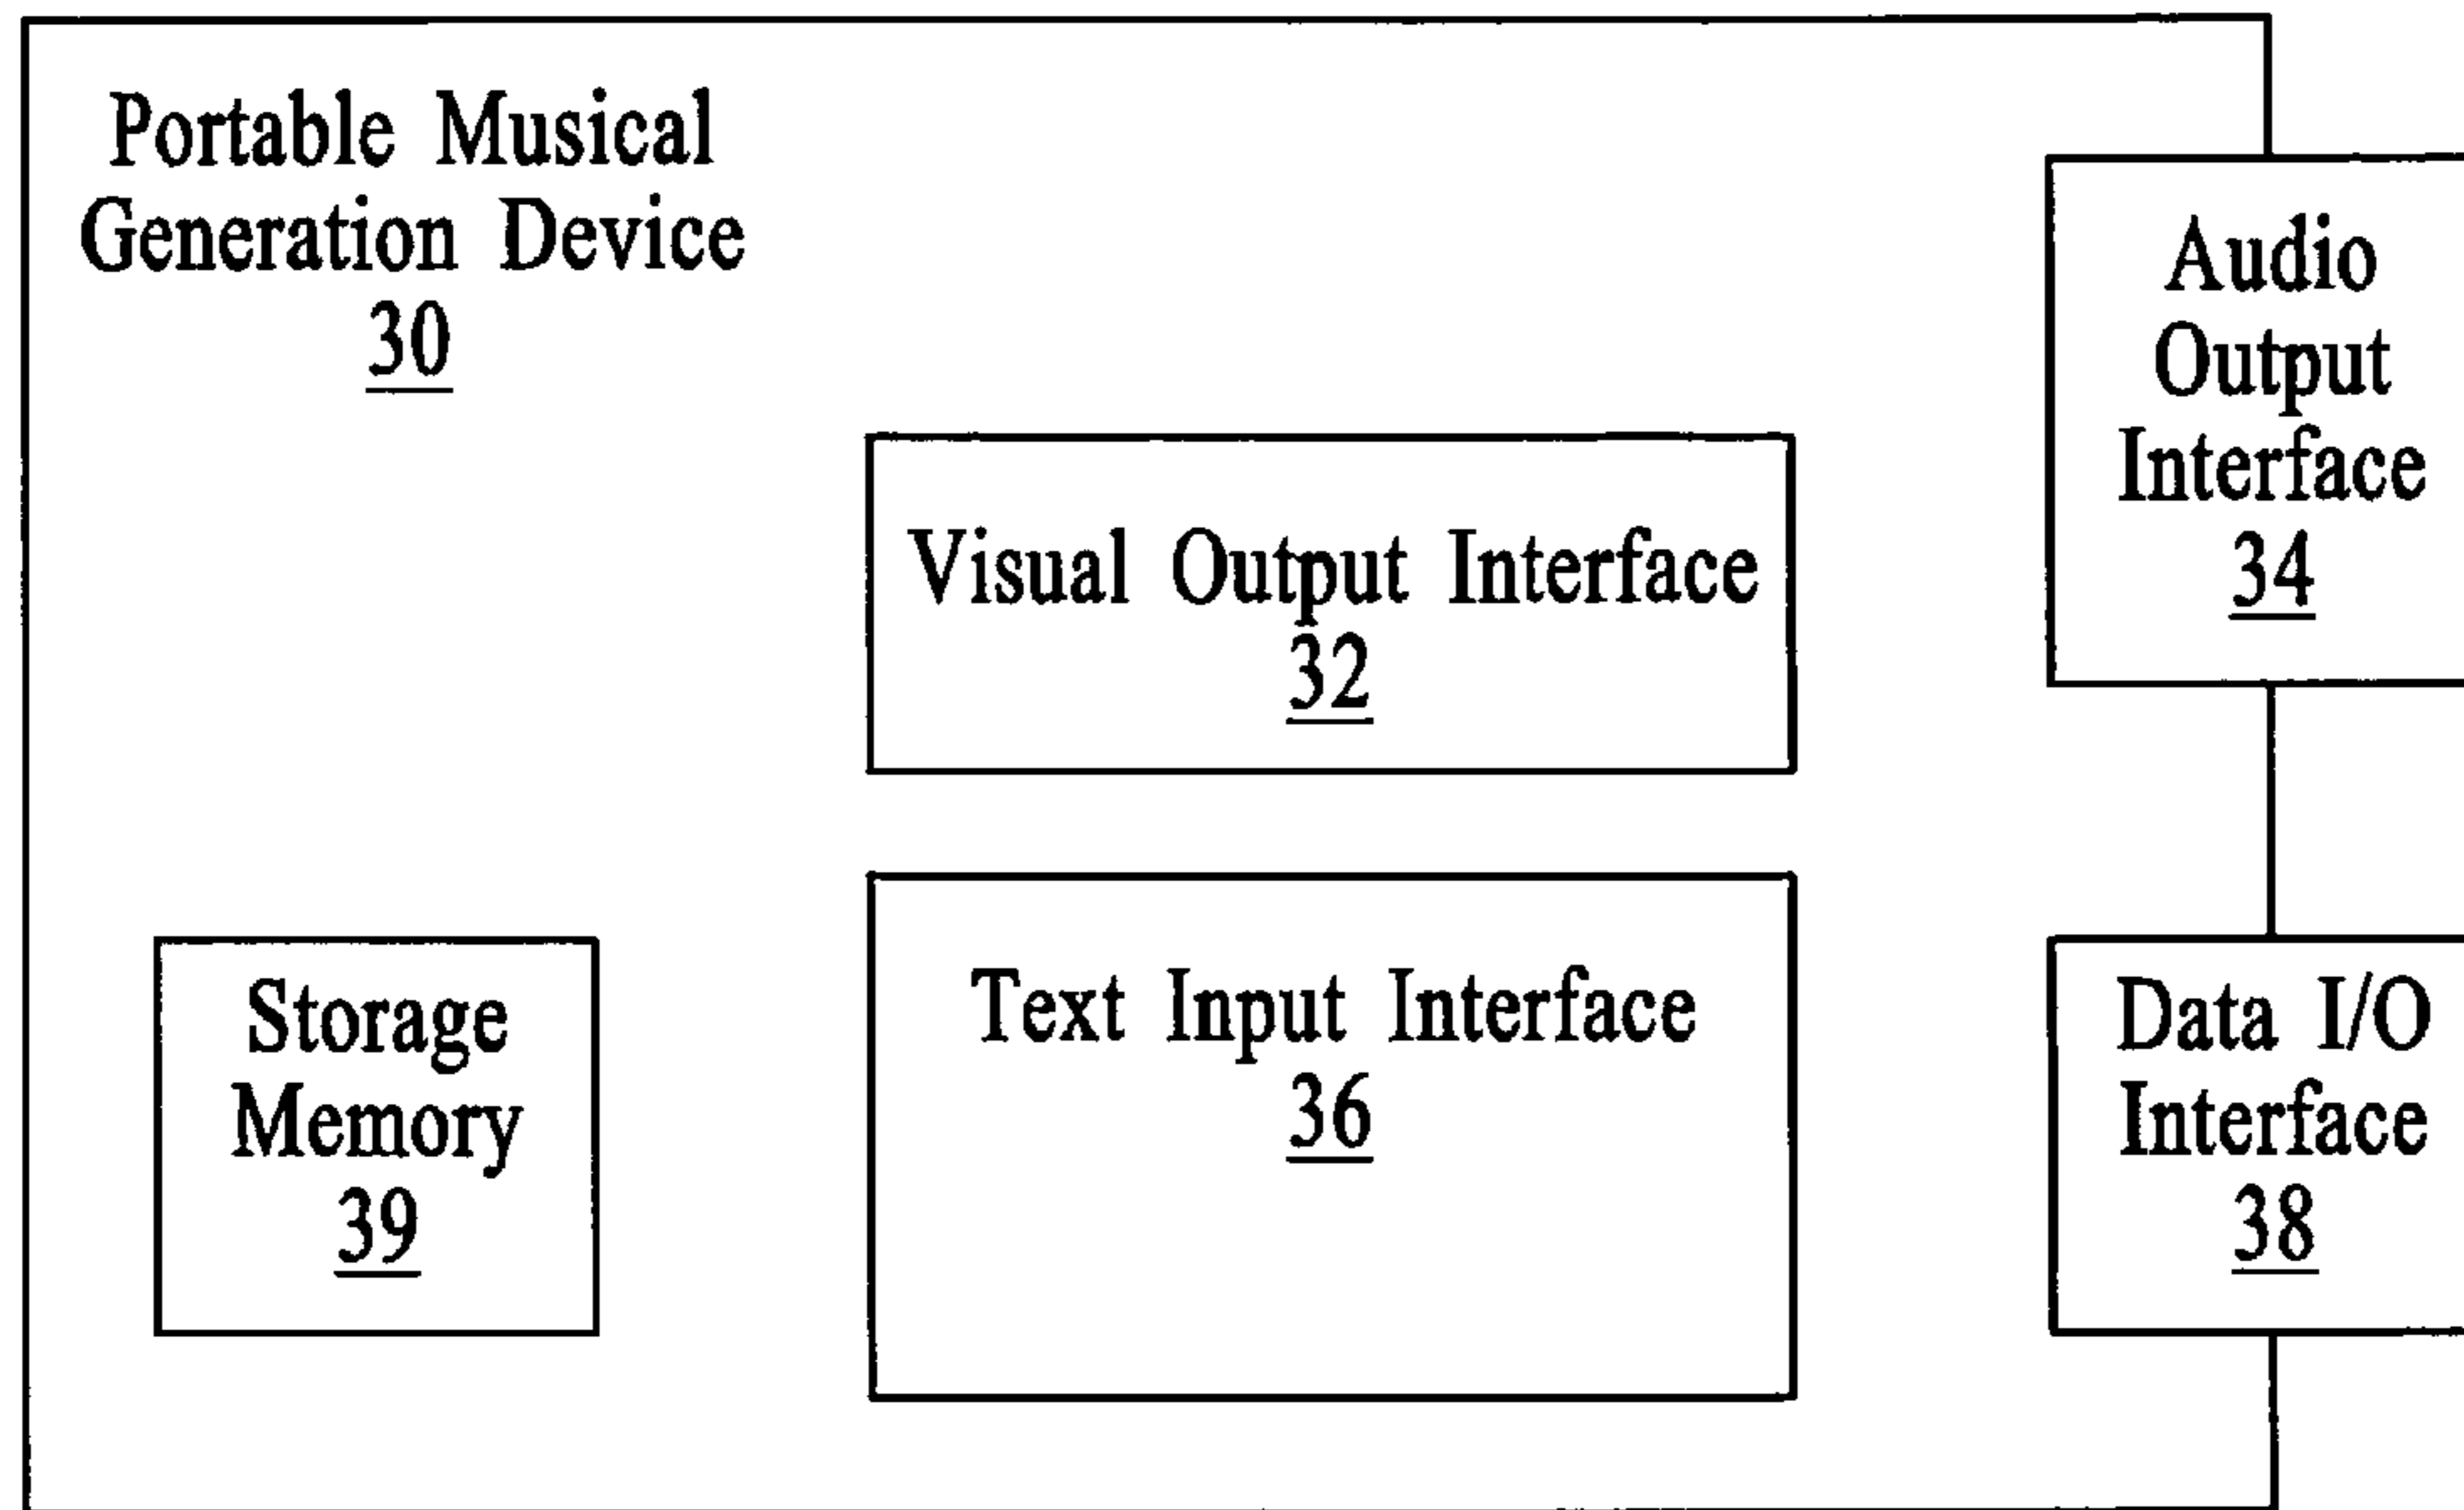 Portable Musical
Generation Device
30
Audio
Output
Interface
34
Visual Output Interface
32
Storage
Memory
39
Text Input Interface
36
Data I/O
Interface
38